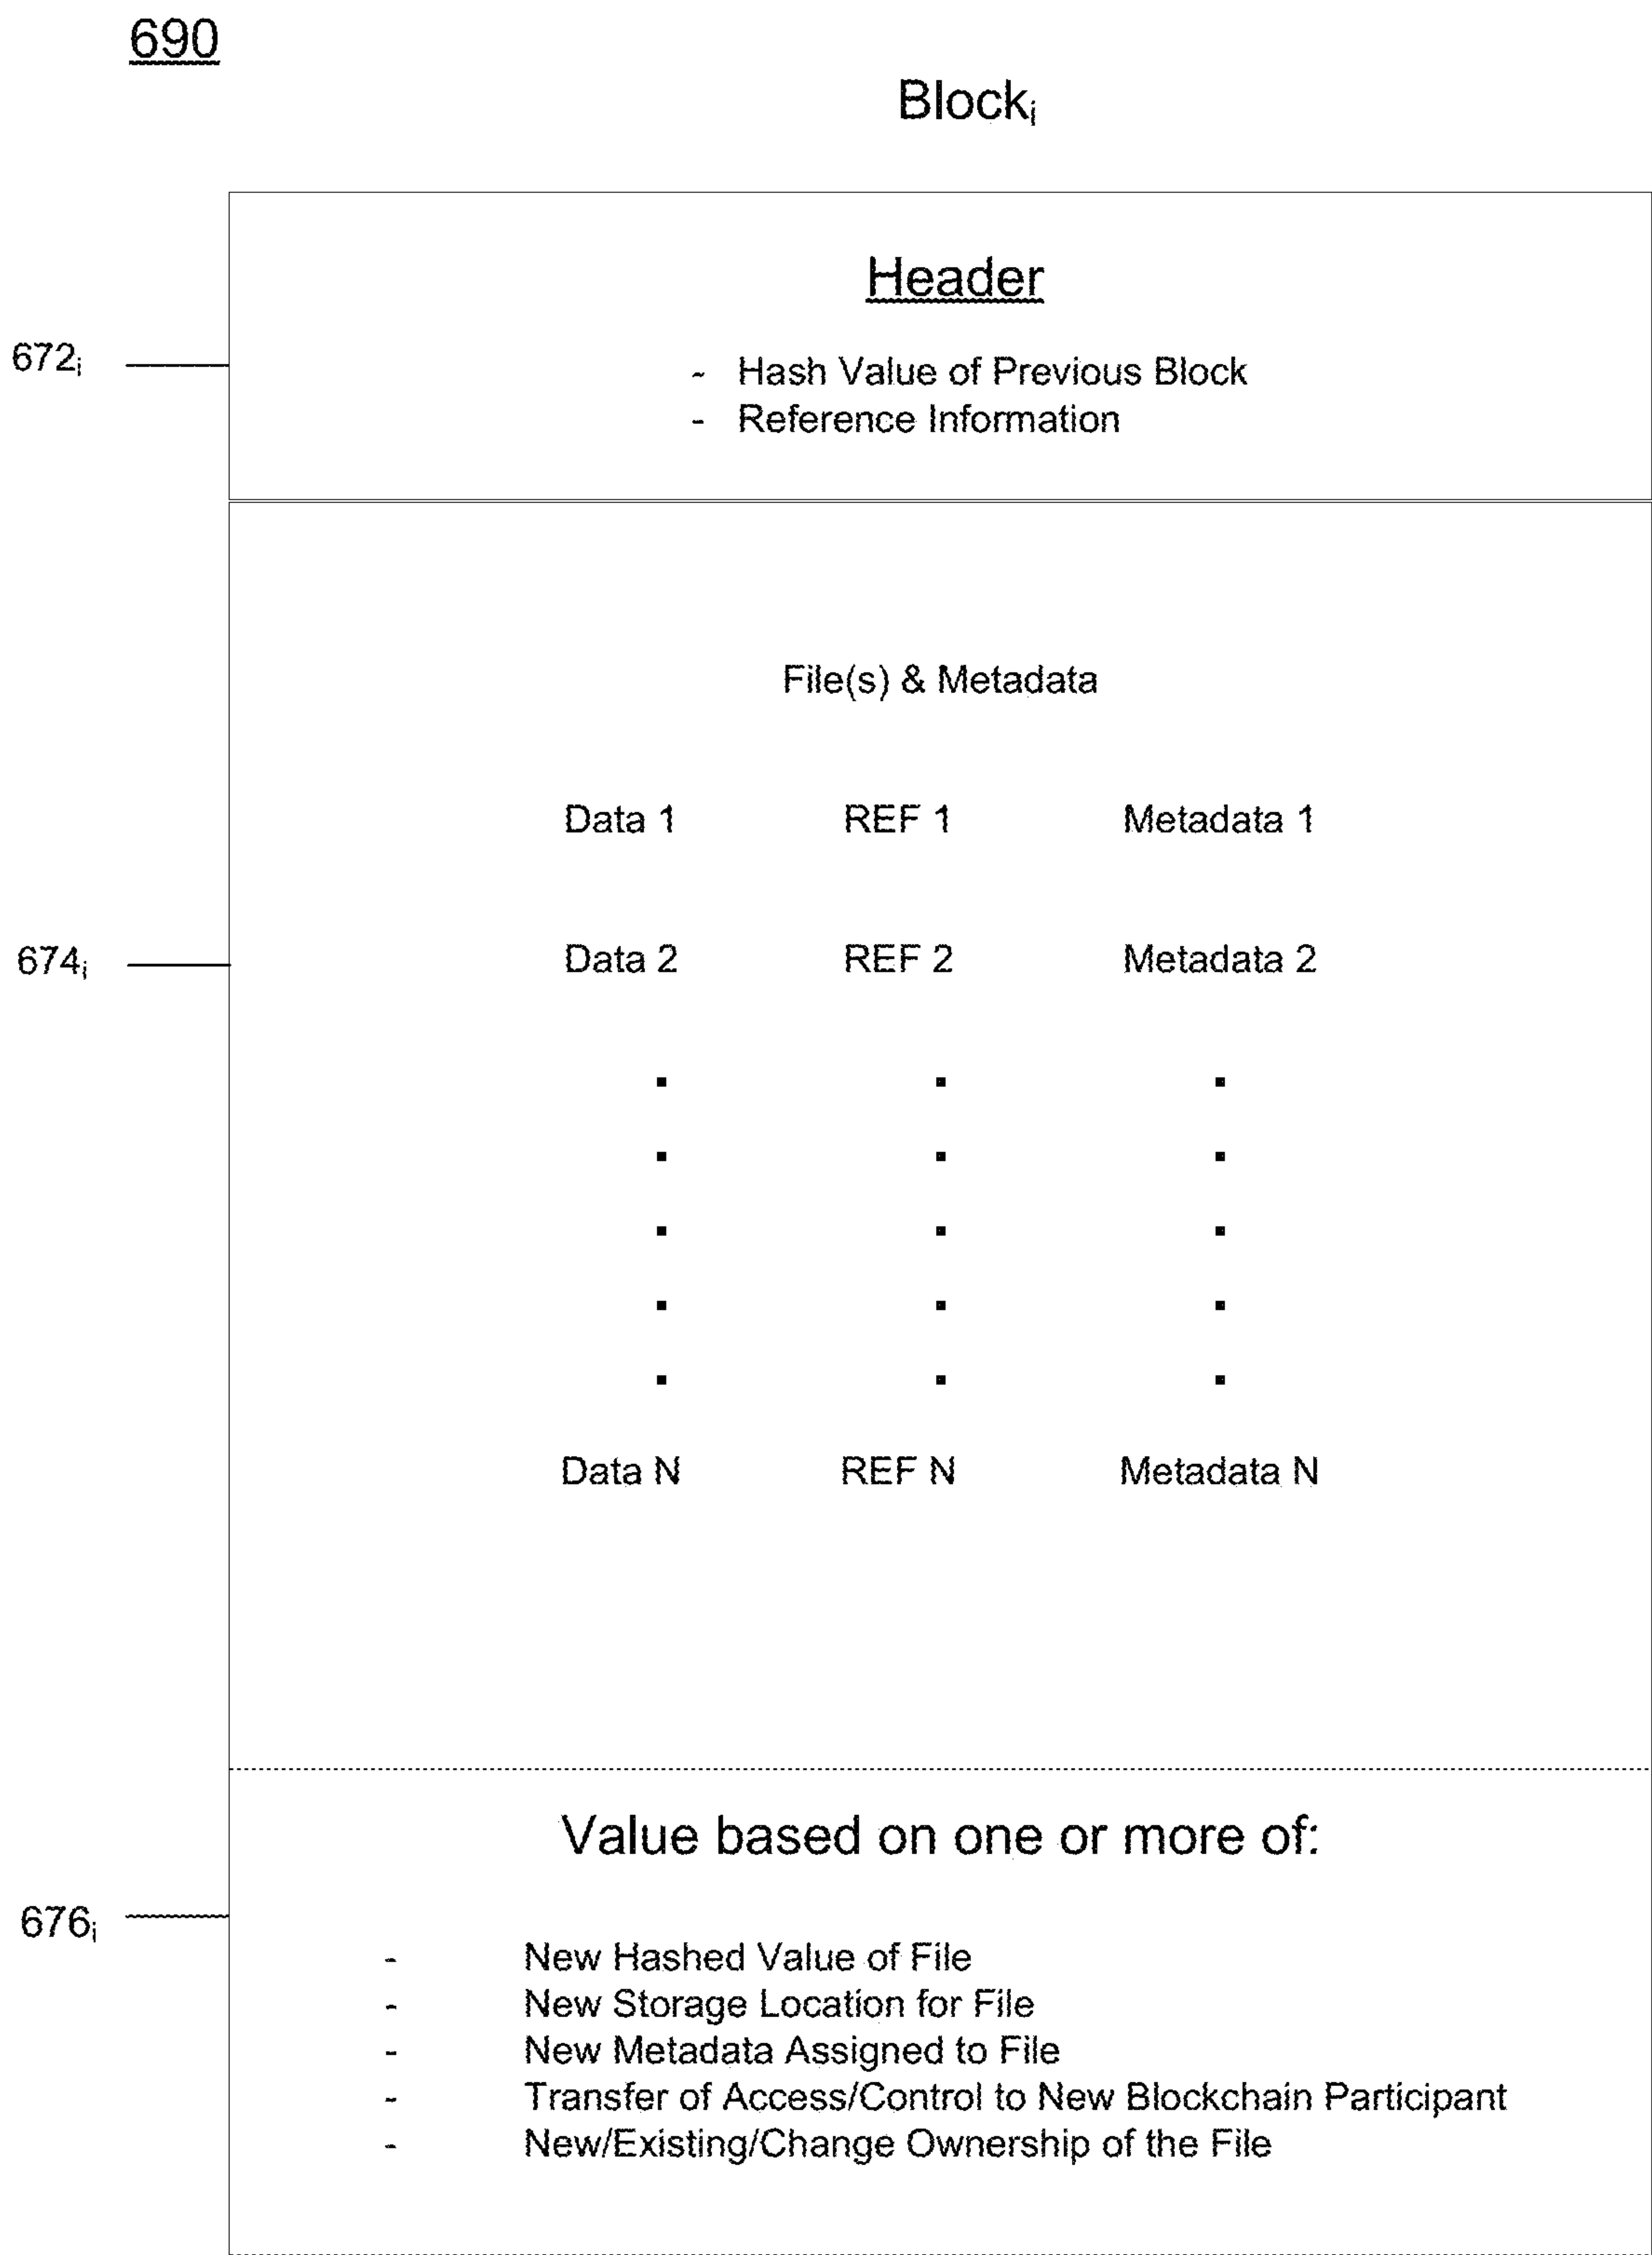 690
Blockᵢ
Header
672ᵢ
- Hash Value of Previous Block
- Reference Information
File(s) & Metadata
Data 1 REF 1 Metadata 1
674ᵢ Data 2 REF 2 Metadata 2
. . .
. . .
. . .
. . .
. . .
Data N REF N Metadata N
Value based on one or more of:
676ᵢ
- New Hashed Value of File
- New Storage Location for File
- New Metadata Assigned to File
- Transfer of Access/Control to New Blockchain Participant
- New/Existing/Change Ownership of the File